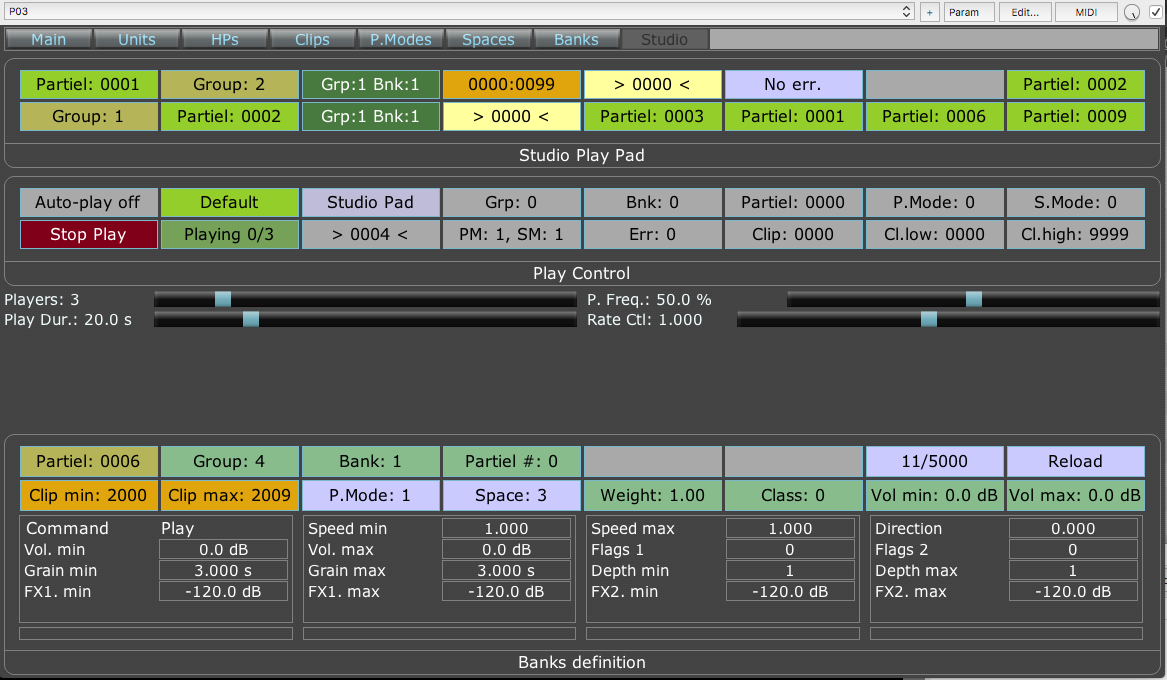 P03 + Param Edit... MIDI
Main Units HPs Clips P.Modes Spaces Banks Studio
Partiel: 0001 Group: 2 Grp:1 Bnk:1 0000:0099 > 0000 < No err. Partiel: 0002
Group: 1 Partiel: 0002 Grp:1 Bnk:1 > 0000 < Partiel: 0003 Partiel: 0001 Partiel: 0006 Partiel: 0009
Studio Play Pad
Auto-play off Default Studio Pad Grp: 0 Bnk: 0 Partiel: 0000 P.Mode: 0 S.Mode: 0
Stop Play Playing 0/3 > 0004 < PM: 1, SM: 1 Err: 0 Clip: 0000 Cl.low: 0000 Cl.high: 9999
Play Control
Players: 3 P. Freq.: 50.0 %
Play Dur.: 20.0 s Rate Ctl: 1.000
Partiel: 0006 Group: 4 Bank: 1 Partiel #: 0 11/5000 Reload
Clip min: 2000 Clip max: 2009 P.Mode: 1 Space: 3 Weight: 1.00 Class: 0 Vol min: 0.0 dB Vol max: 0.0 dB
Command Play Speed min 1.000 Speed max 1.000 Direction 0.000
Vol. min 0.0 dB Vol. max 0.0 dB Flags 1 0 Flags 2 0
Grain min 3.000 s Grain max 3.000 s Depth min 1 Depth max 1
FX1. min -120.0 dB FX1. max -120.0 dB FX2. min -120.0 dB FX2. max -120.0 dB
Banks definition